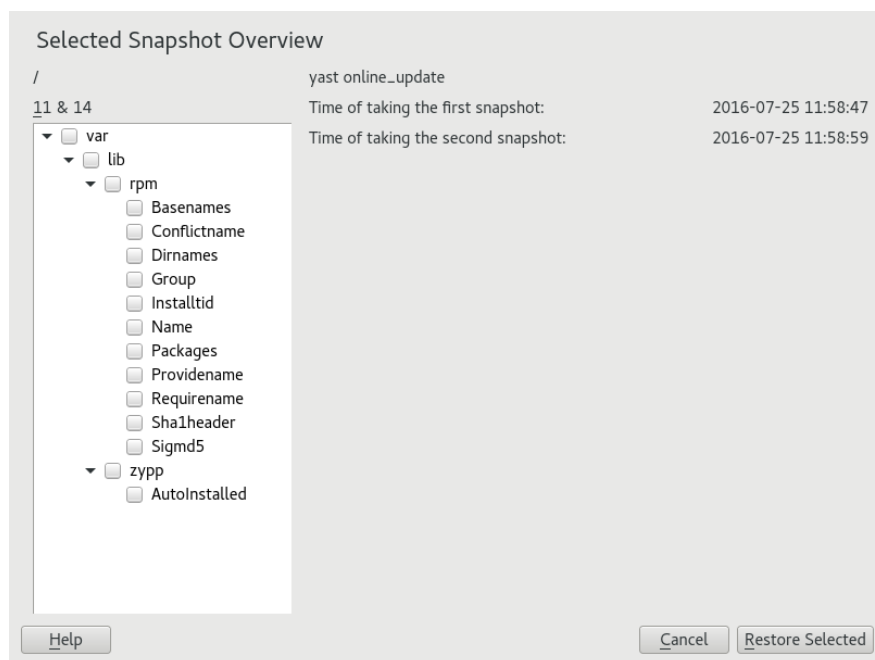 Selected Snapshot Overview
/ yast online_update
11 & 14 Time of taking the first snapshot: 2016-07-25 11:58:47
var Time of taking the second snapshot: 2016-07-25 11:58:59
lib
rpm
Basenames
Conflictname
Dirnames
Group
Installtid
Name
Packages
Providename
Requirename
Sha1header
Sigmd5
zypp
AutoInstalled
Help Cancel Restore Selected